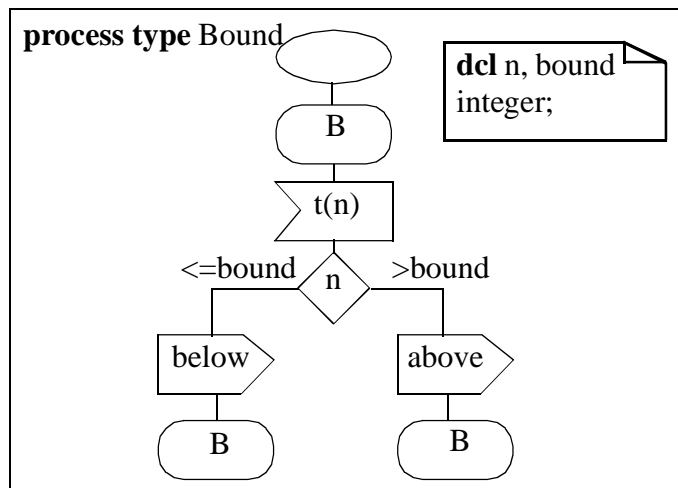 process type Bound
dcl n, bound
integer;
B
t(n)
<=bound
n
>bound
below
above
B
B